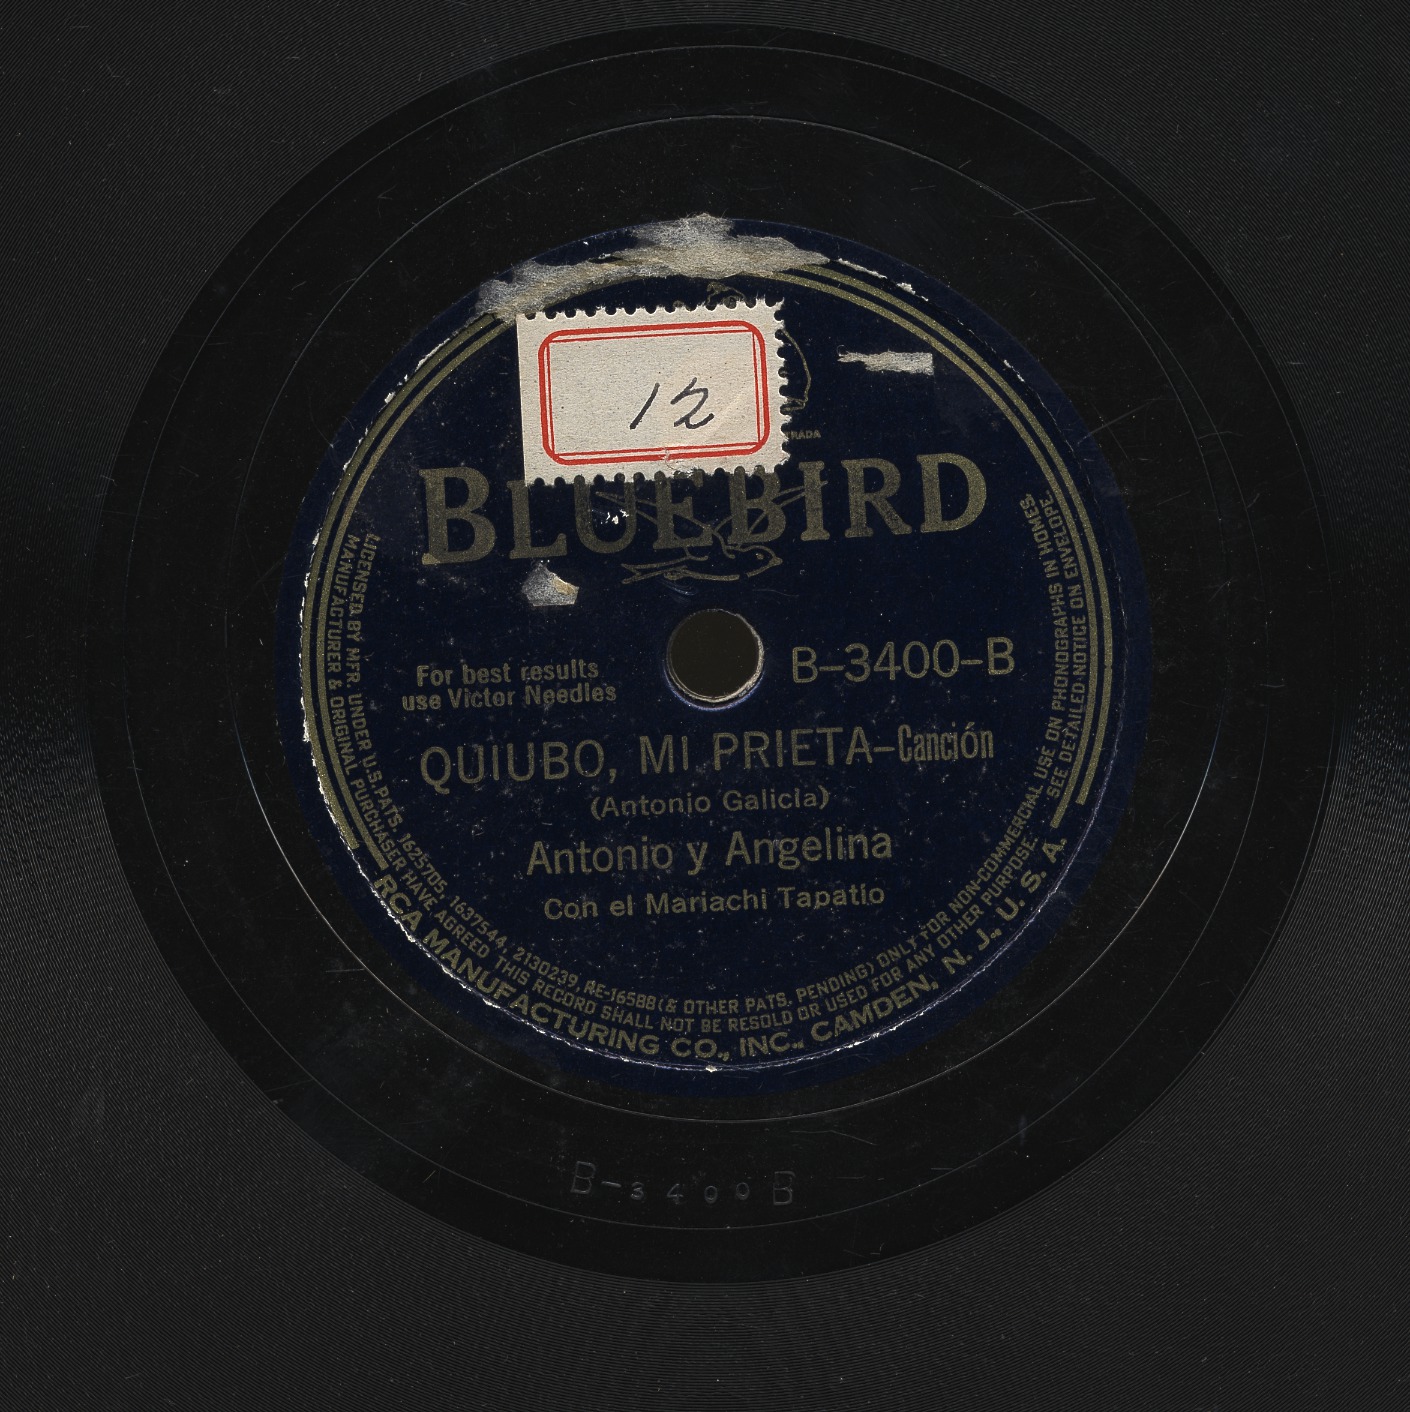 12
RADA
BLUEBIRD
For best results
use Victor Needles
B-3400-B
QUIUBO, MI PRIETA-Canción
(Antonio Galicia)
Antonio y Angelina
Con el Mariachi Tapatío
LICENSED BY MFR. UNDER U.S. PATS. 1625705, 1637544, 2130239, RE-16588 (& OTHER PATS. PENDING) ONLY FOR NON-COMMERCIAL USE ON PHONOGRAPHS IN HOMES.
MANUFACTURER & ORIGINAL PURCHASER HAVE AGREED THIS RECORD SHALL NOT BE RESOLD OR USED FOR ANY OTHER PURPOSE. SEE DETAILED NOTICE ON ENVELOPE
RCA MANUFACTURING CO., INC., CAMDEN, N. J., U. S. A.
B-3400B